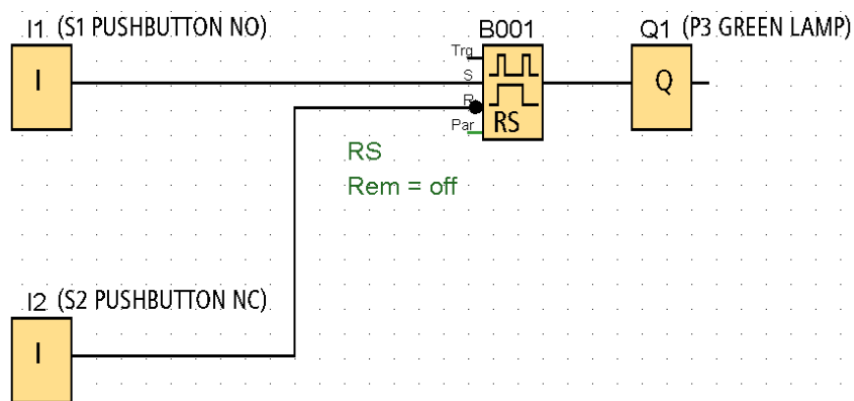 I1 (S1 PUSHBUTTON NO)
B001
Q1 (P3 GREEN LAMP)
I
Trg
S
R
Par
RS
Q
RS
Rem = off
I2 (S2 PUSHBUTTON NC)
I